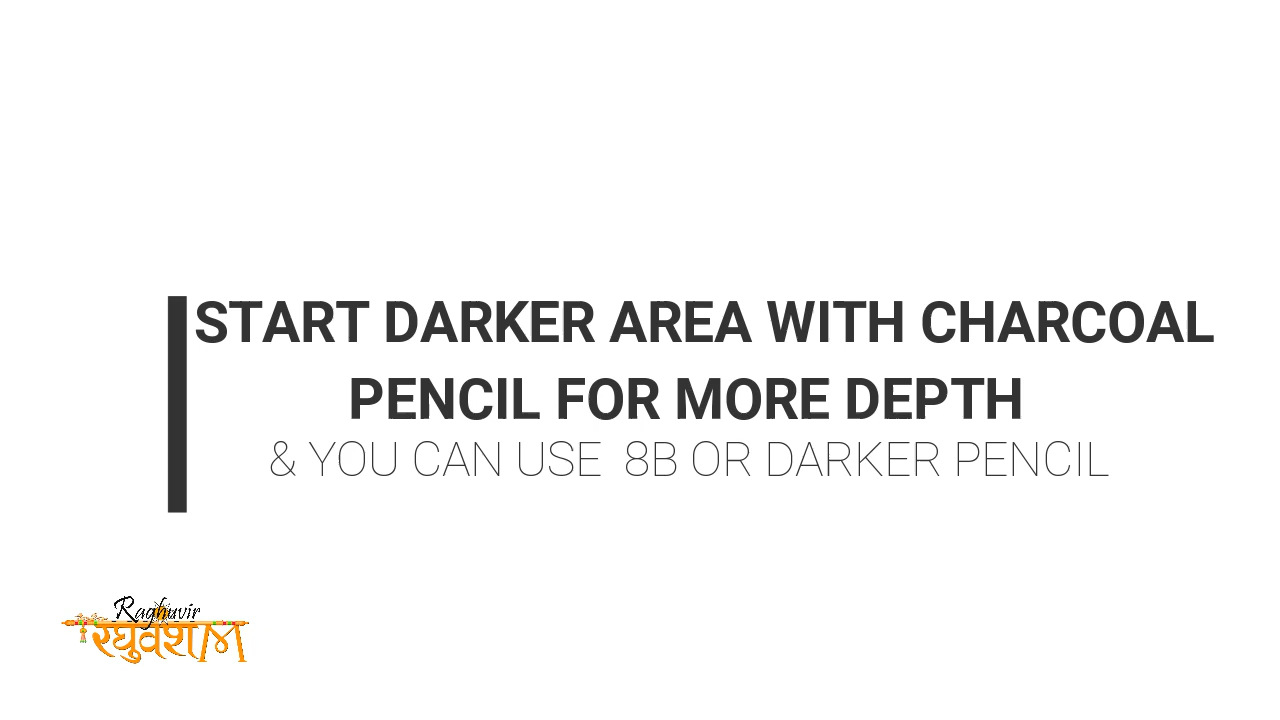 START DARKER AREA WITH CHARCOAL
PENCIL FOR MORE DEPTH
& YOU CAN USE 8B OR DARKER PENCIL
Raghuvir
रघुवंशम